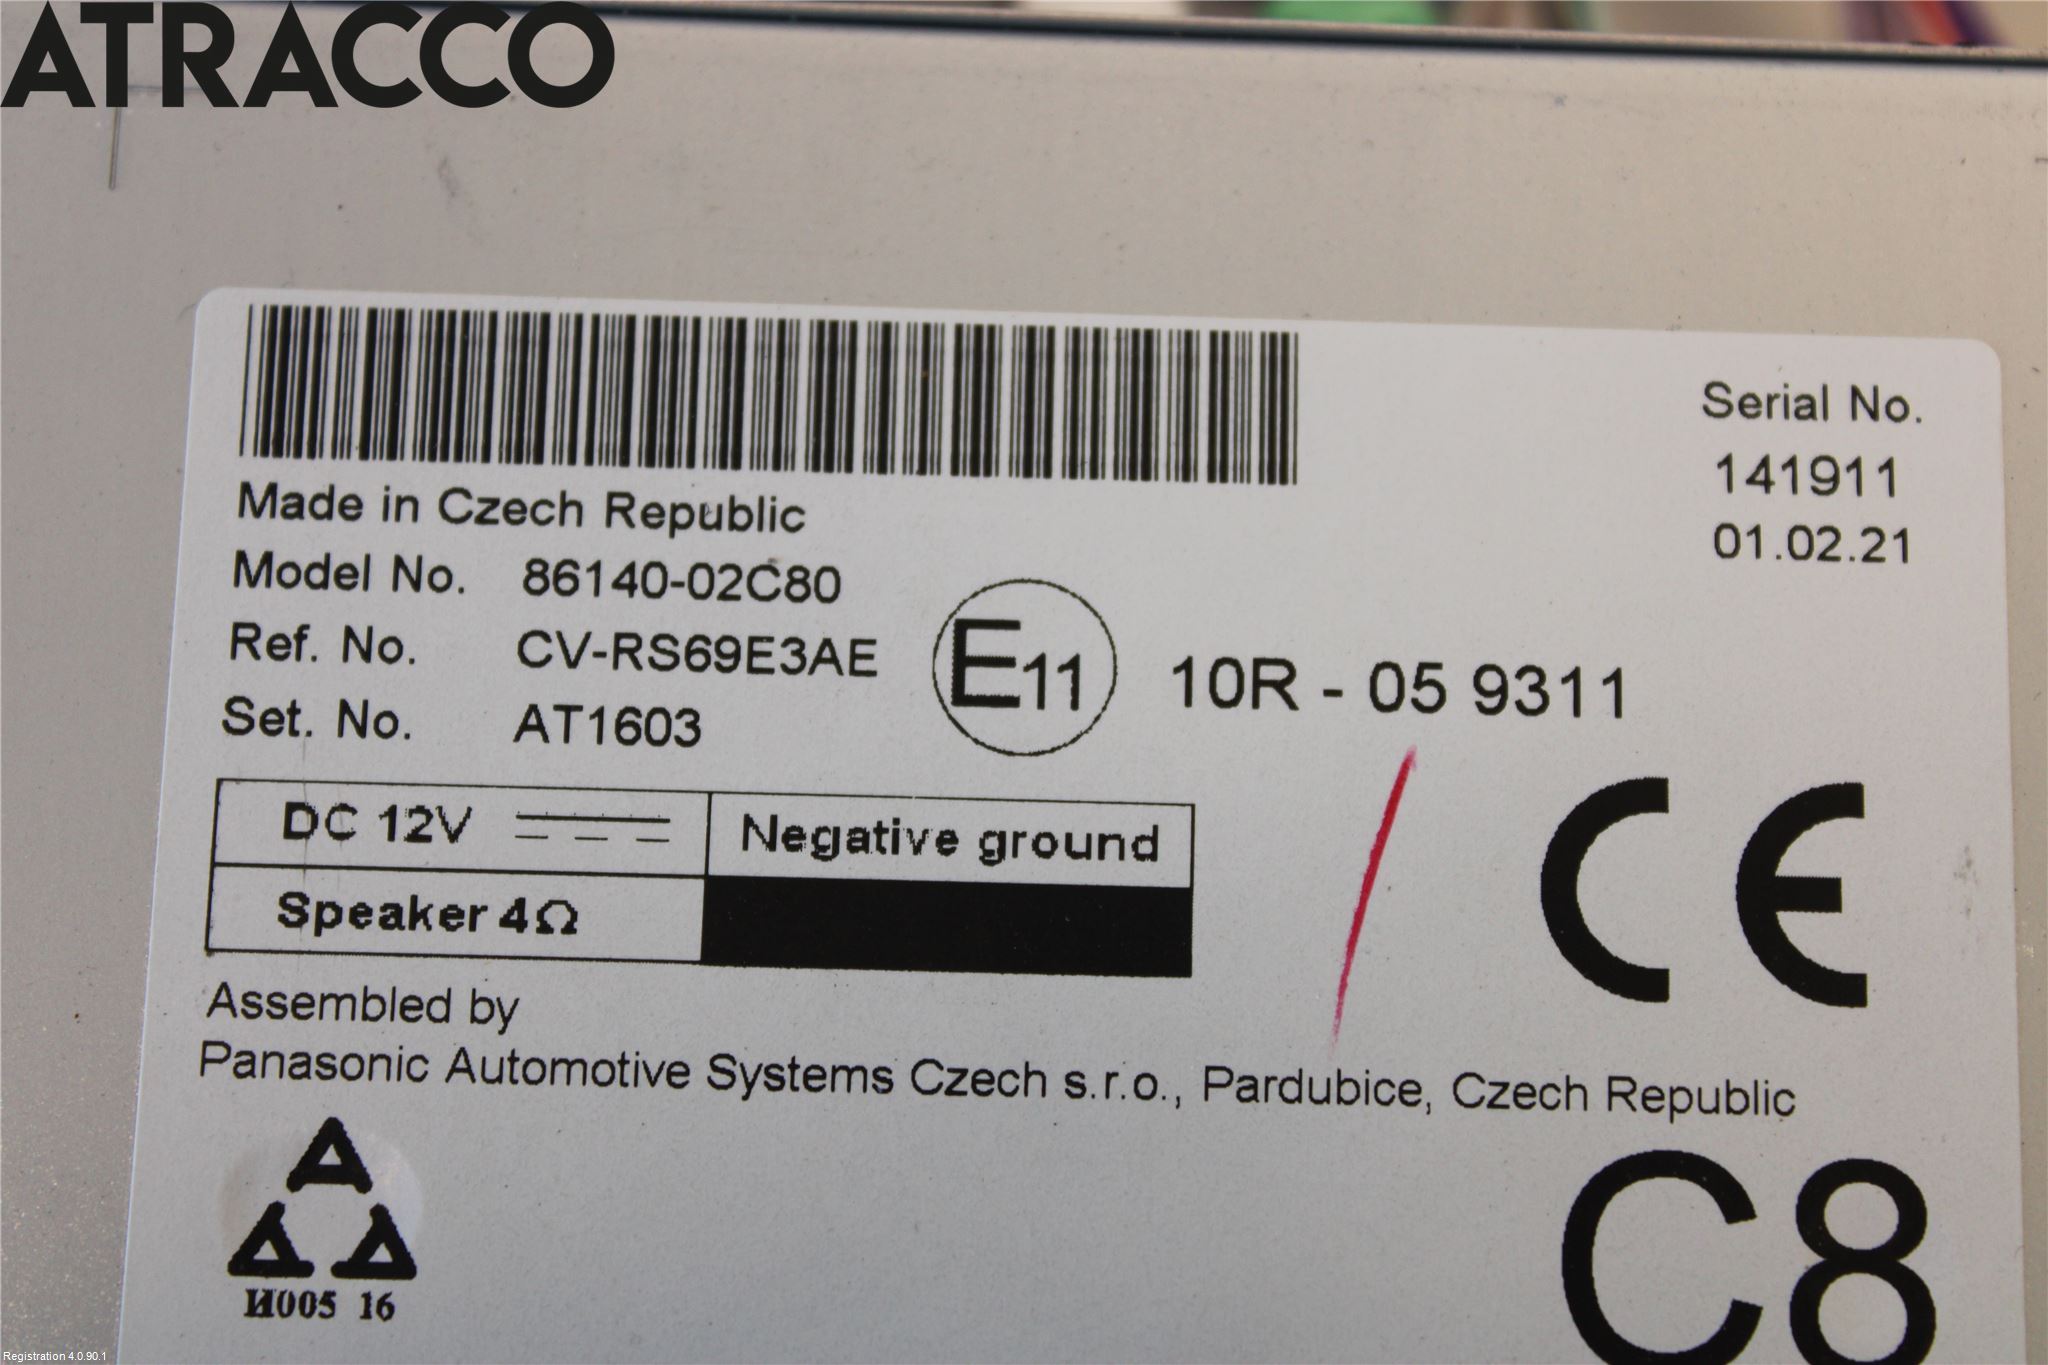 ATRACCO
Serial No.
141911
01.02.21
Made in Czech Republic
Model No. 86140-02C80
Ref. No. CV-RS69E3AE
Set. No. AT1603
E11 10R - 05 9311
DC 12V Negative ground
Speaker 4Ω
CE
Assembled by
Panasonic Automotive Systems Czech s.r.o., Pardubice, Czech Republic
C8
И005 16
Registration 4.0.90.1